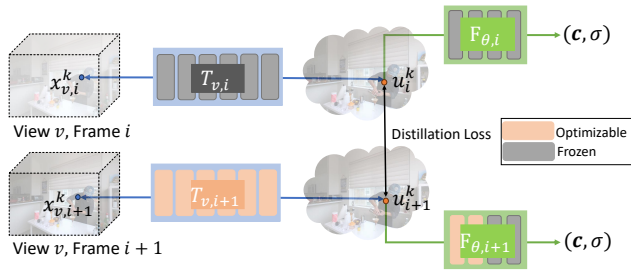 x^k_{v,i}
T_{v,i}
u^k_i
F_{θ,i}
(c, σ)
View v, Frame i
Distillation Loss
Optimizable
Frozen
x^k_{v,i+1}
T_{v,i+1}
u^k_{i+1}
F_{θ,i+1}
(c, σ)
View v, Frame i + 1